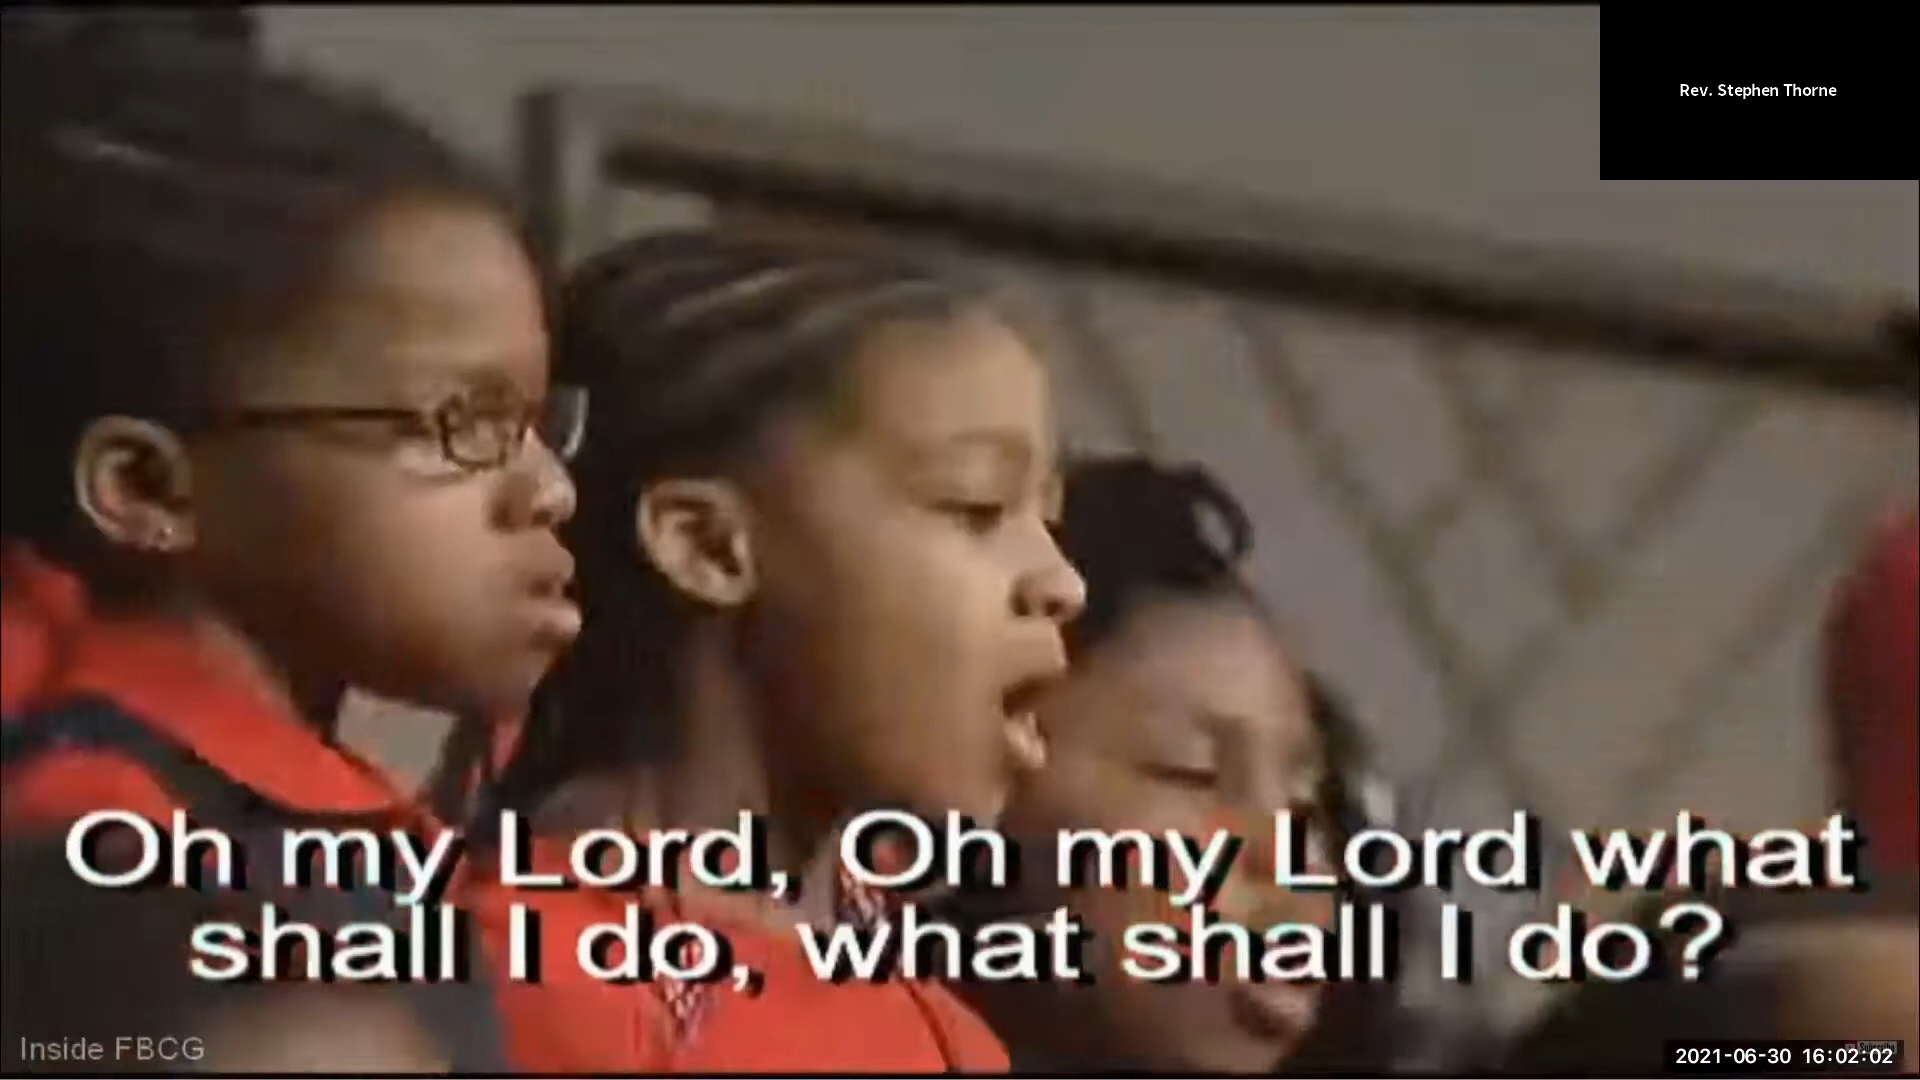 Rev. Stephen Thorne
Oh my Lord, Oh my Lord what
shall I do, what shall I do?
Inside FBCG
Subscribe
2021-06-30 16:02:02